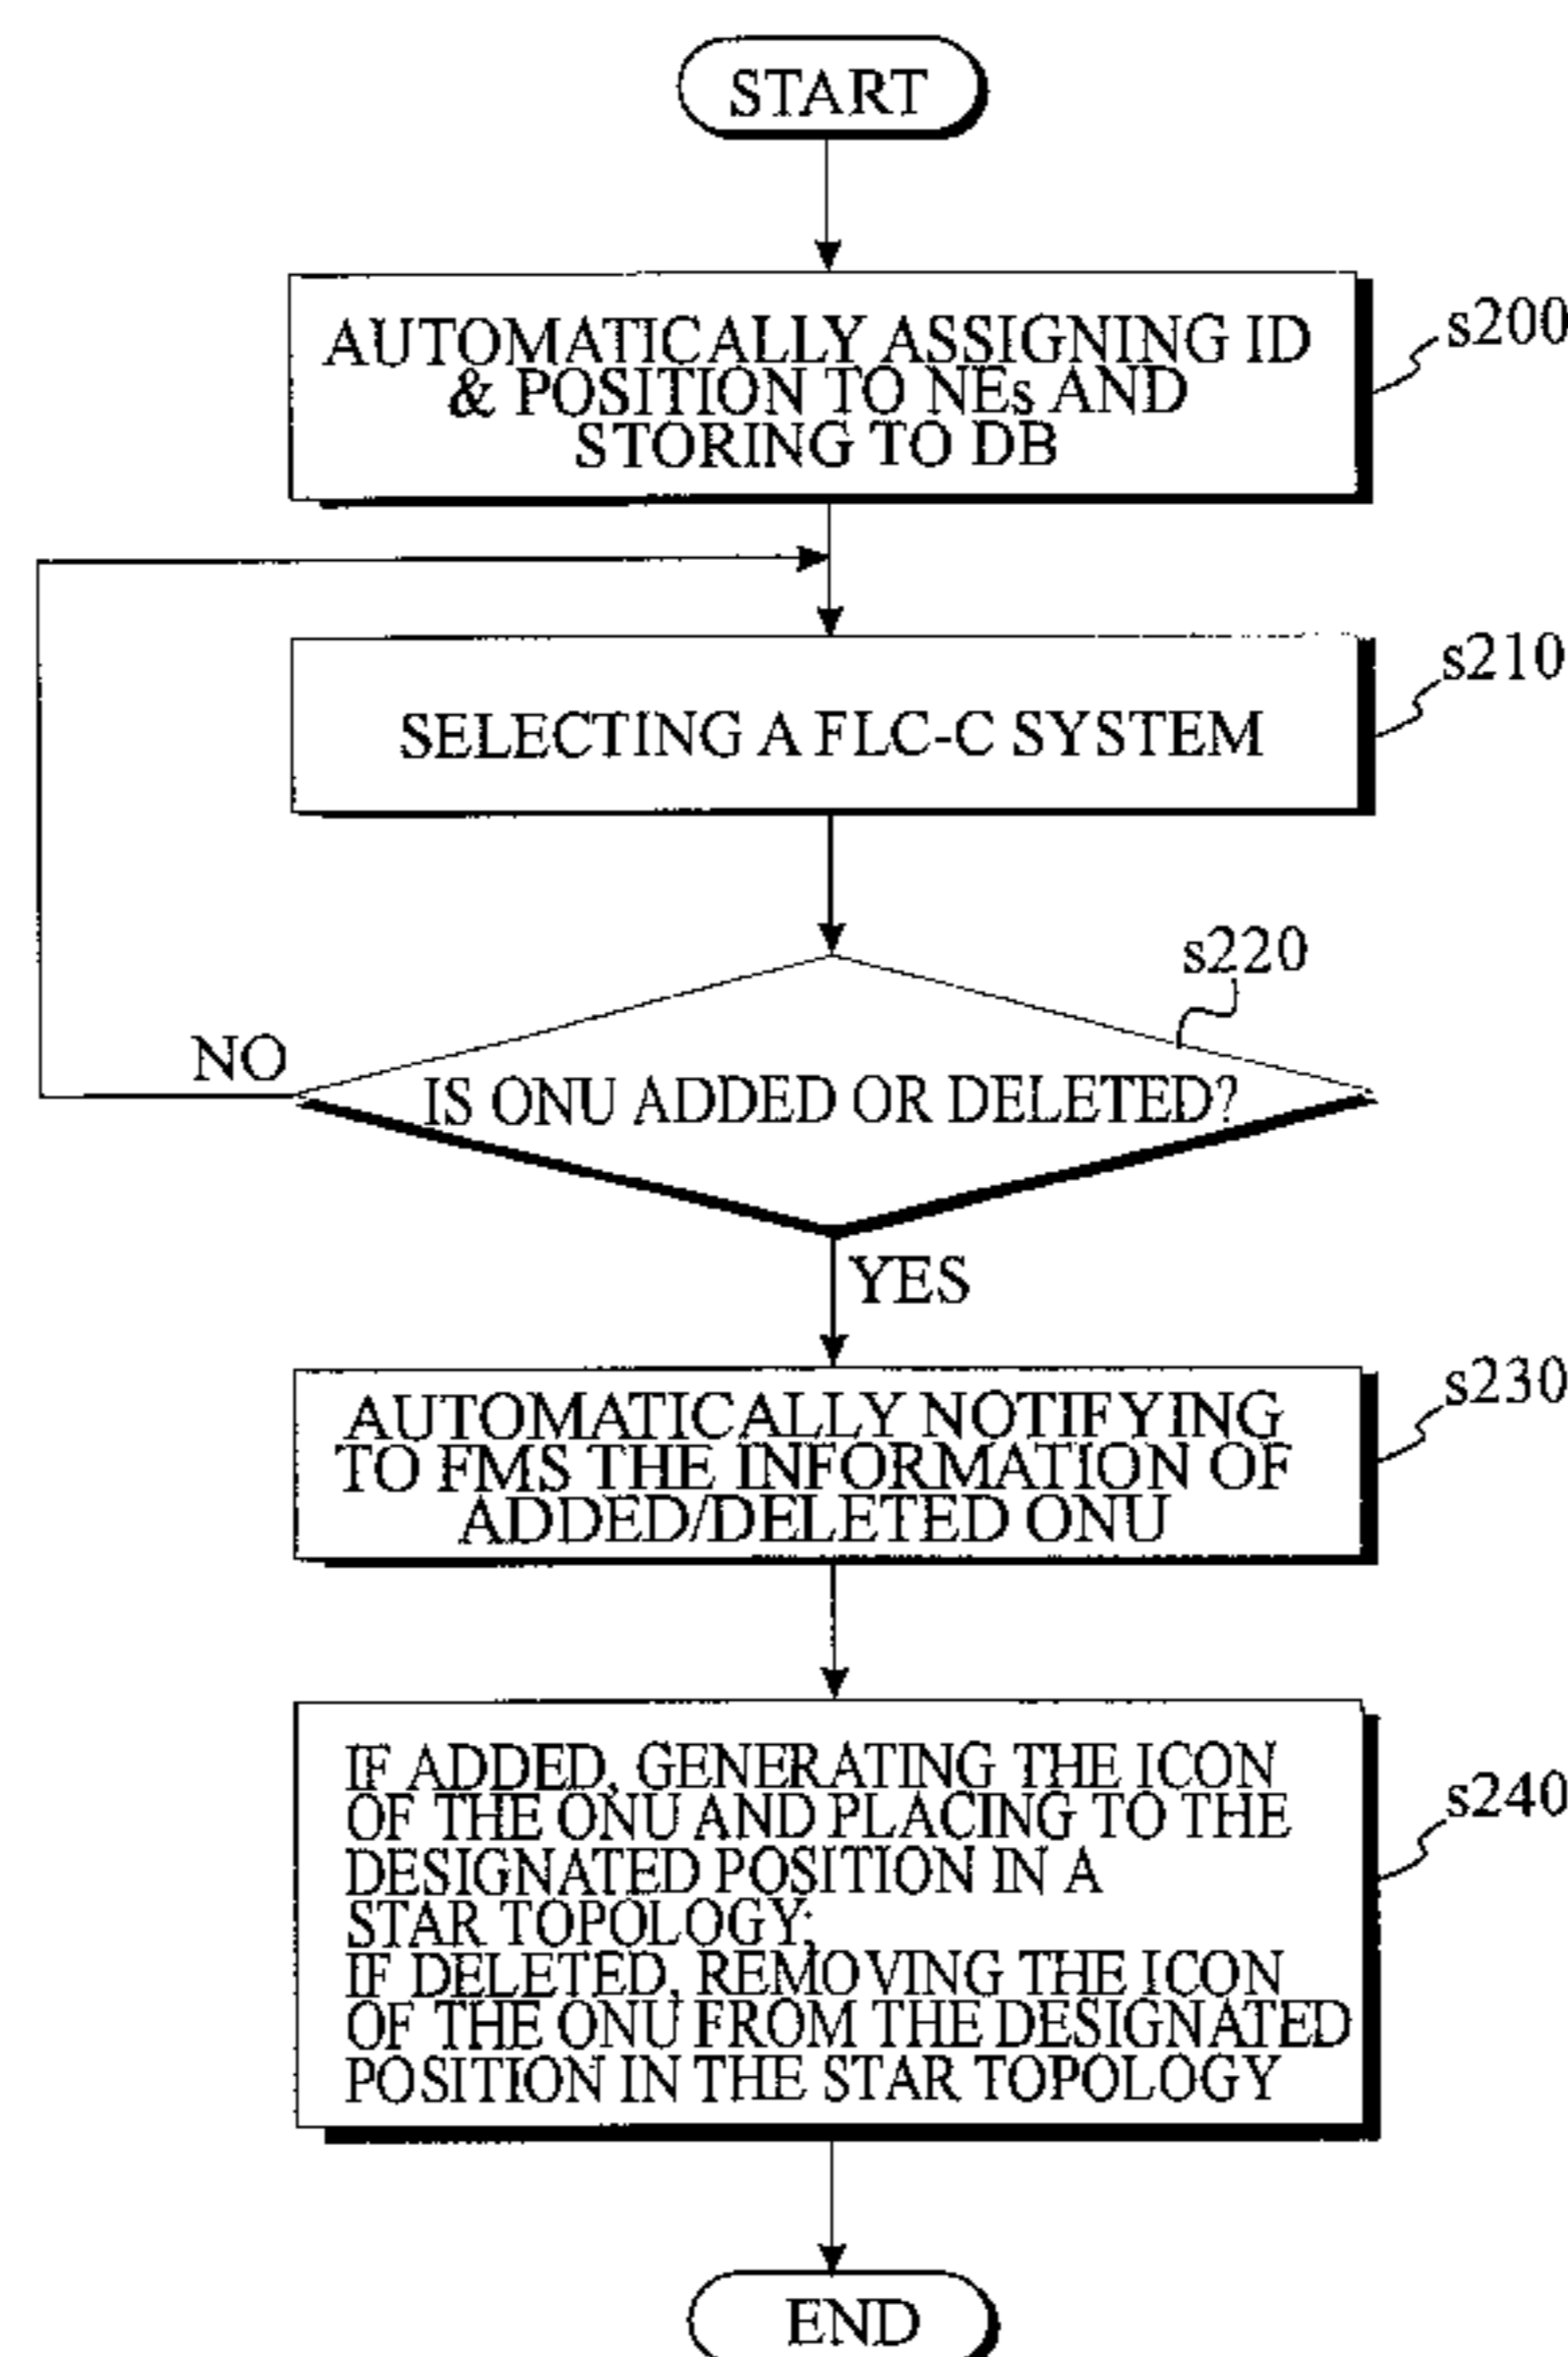 START
AUTOMATICALLY ASSIGNING ID
& POSITION TO NEs AND
STORING TO DB
s200
SELECTING A FLC-C SYSTEM
s210
s220
NO
IS ONU ADDED OR DELETED?
YES
AUTOMATICALLY NOTIFYING
TO FMS THE INFORMATION OF
ADDED/DELETED ONU
s230
IF ADDED, GENERATING THE ICON
OF THE ONU AND PLACING TO THE
DESIGNATED POSITION IN A
STAR TOPOLOGY;
IF DELETED, REMOVING THE ICON
OF THE ONU FROM THE DESIGNATED
POSITION IN THE STAR TOPOLOGY
s240
END